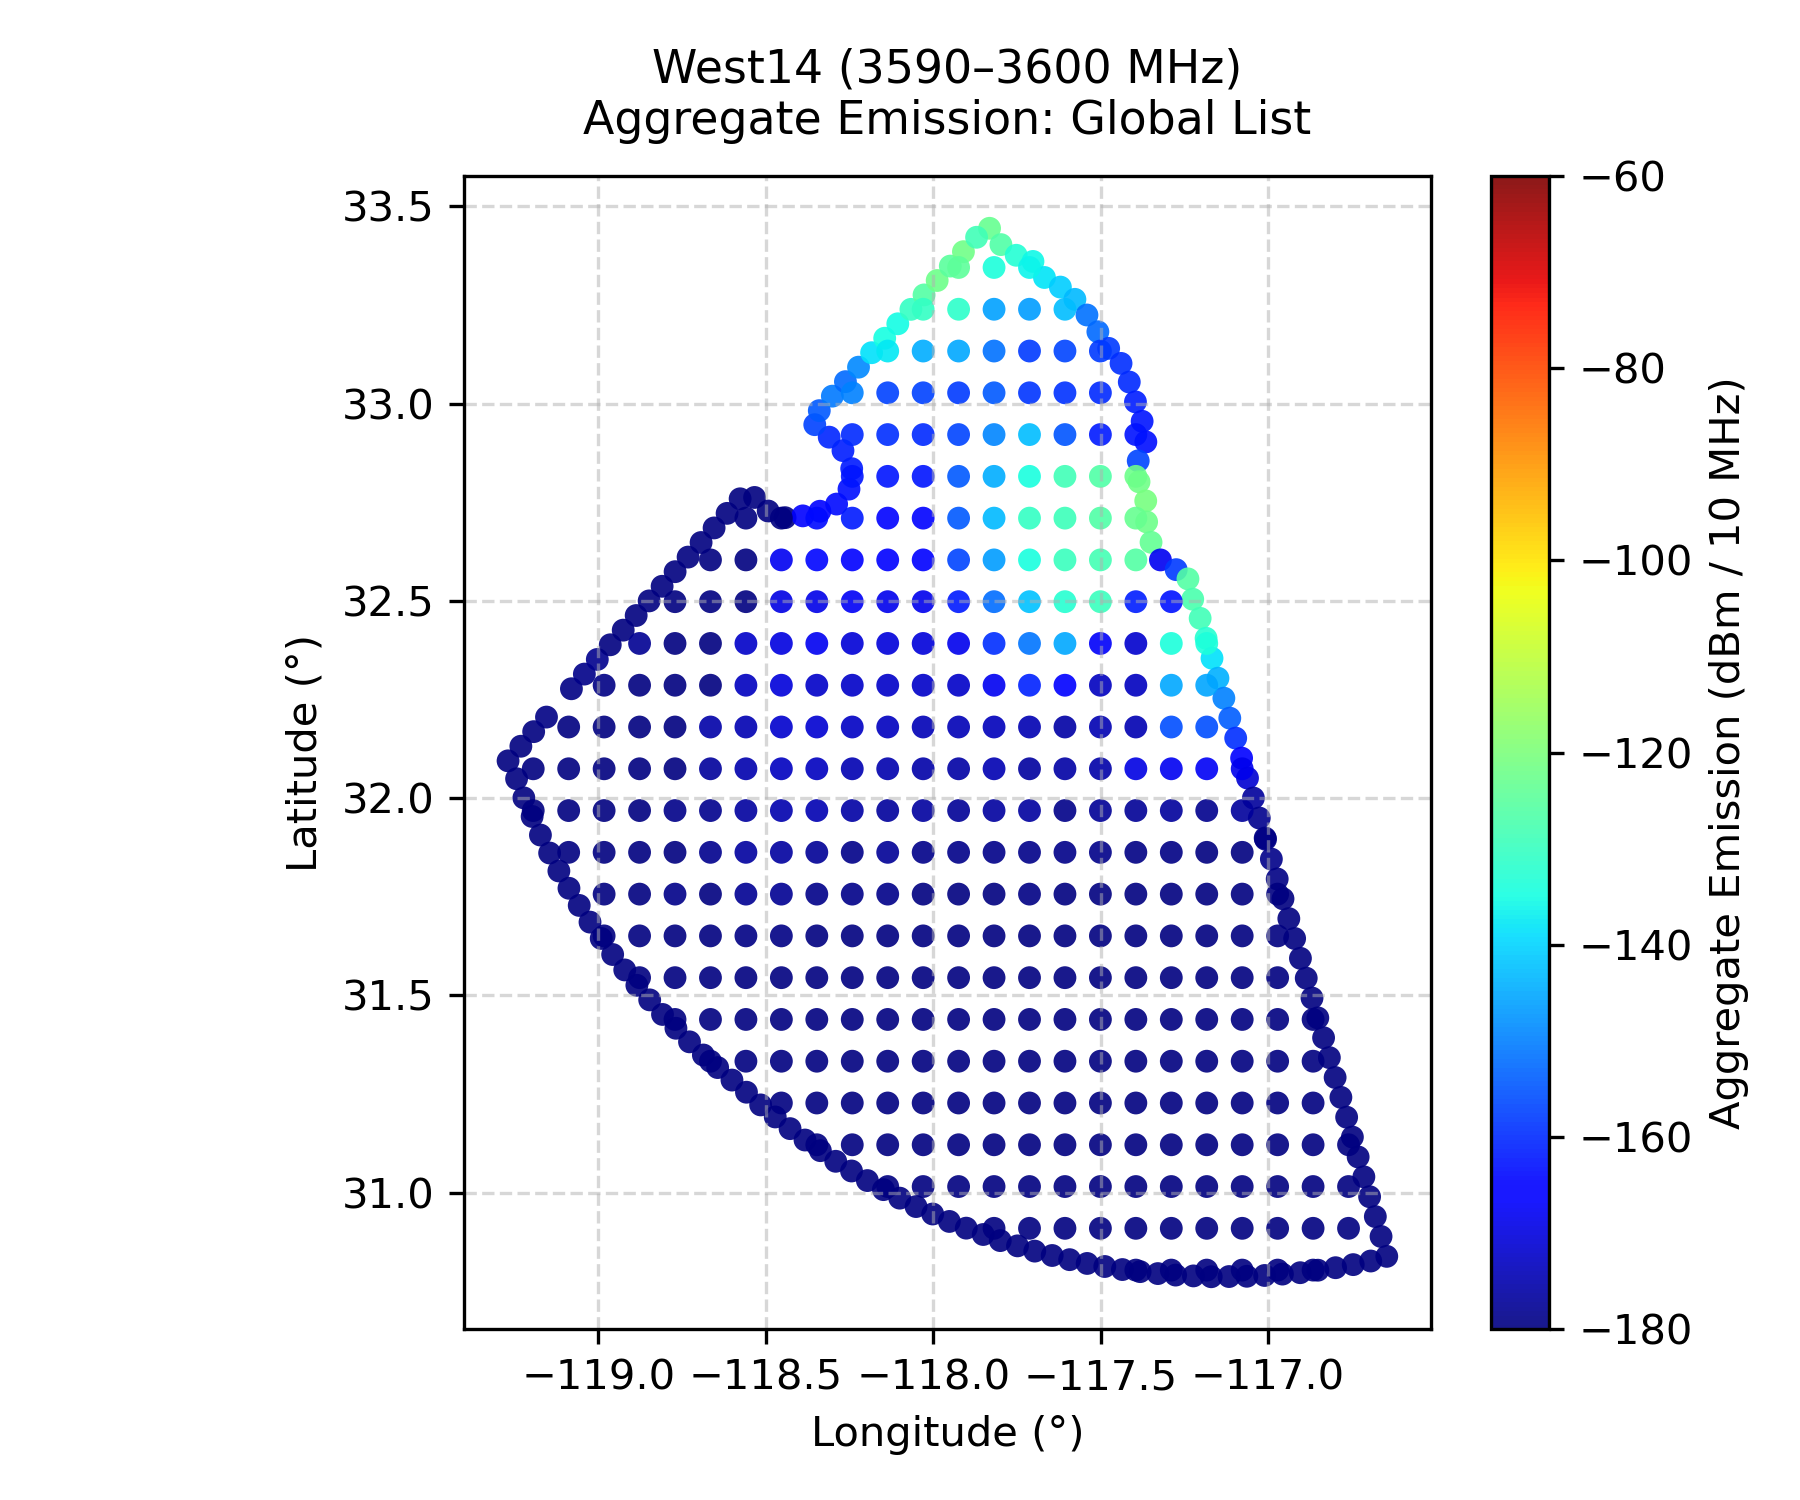 West14 (3590–3600 MHz)
Aggregate Emission: Global List
33.5
33.0
32.5
32.0
31.5
31.0
Latitude (°)
−119.0 −118.5 −118.0 −117.5 −117.0
Longitude (°)
−60
−80
−100
−120
−140
−160
−180
Aggregate Emission (dBm / 10 MHz)